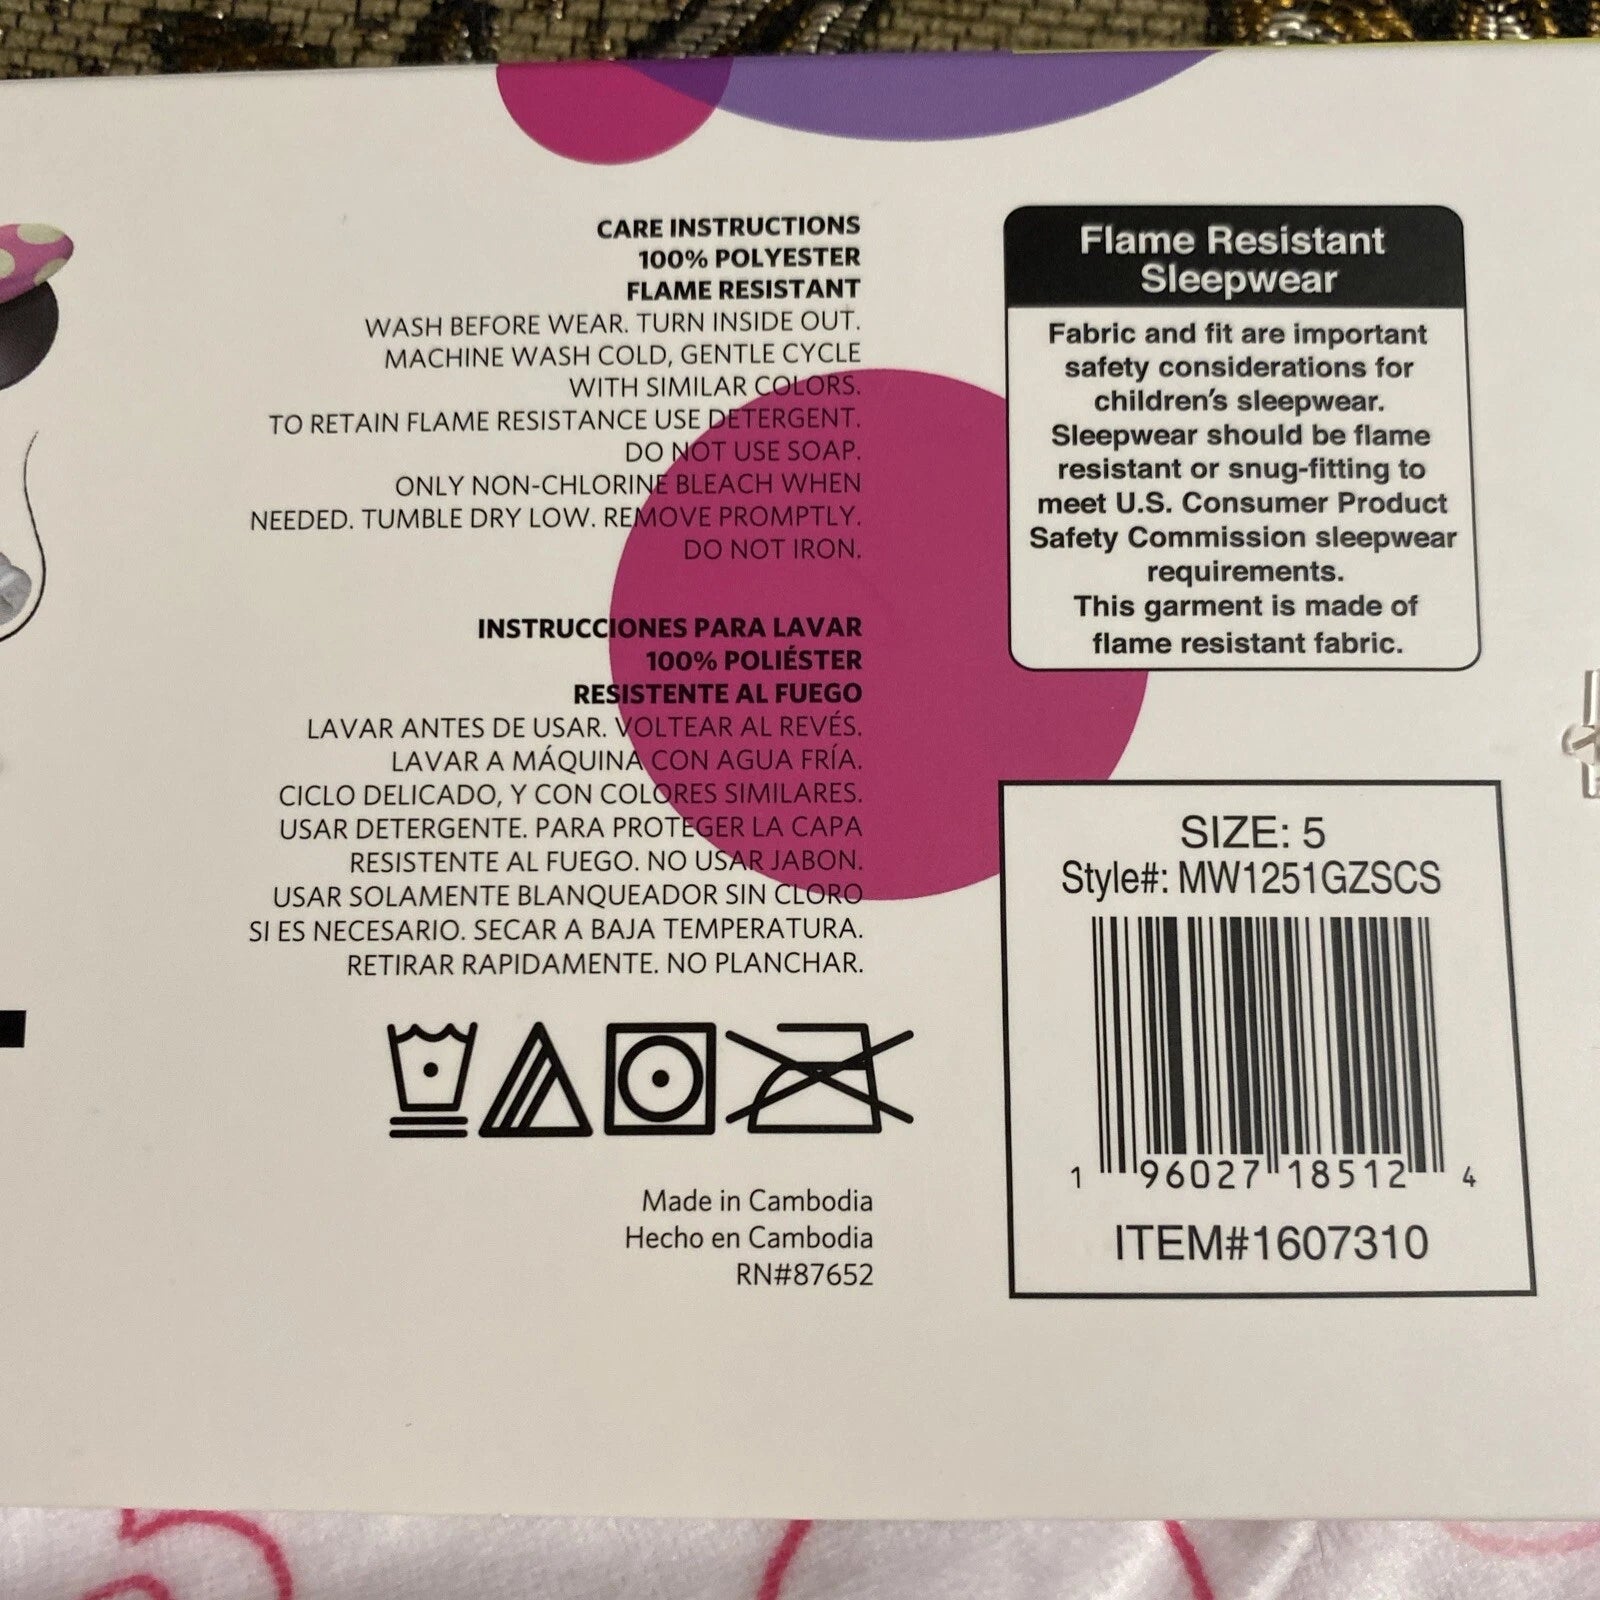 CARE INSTRUCTIONS
100% POLYESTER
FLAME RESISTANT
WASH BEFORE WEAR. TURN INSIDE OUT.
MACHINE WASH COLD, GENTLE CYCLE
WITH SIMILAR COLORS.
TO RETAIN FLAME RESISTANCE USE DETERGENT.
DO NOT USE SOAP.
ONLY NON-CHLORINE BLEACH WHEN
NEEDED. TUMBLE DRY LOW. REMOVE PROMPTLY.
DO NOT IRON.
INSTRUCCIONES PARA LAVAR
100% POLIÉSTER
RESISTENTE AL FUEGO
LAVAR ANTES DE USAR. VOLTEAR AL REVÉS.
LAVAR A MÁQUINA CON AGUA FRÍA.
CICLO DELICADO, Y CON COLORES SIMILARES.
USAR DETERGENTE. PARA PROTEGER LA CAPA
RESISTENTE AL FUEGO. NO USAR JABON.
USAR SOLAMENTE BLANQUEADOR SIN CLORO
SI ES NECESARIO. SECAR A BAJA TEMPERATURA.
RETIRAR RAPIDAMENTE. NO PLANCHAR.
Made in Cambodia
Hecho en Cambodia
RN#87652
Flame Resistant
Sleepwear
Fabric and fit are important
safety considerations for
children's sleepwear.
Sleepwear should be flame
resistant or snug-fitting to
meet U.S. Consumer Product
Safety Commission sleepwear
requirements.
This garment is made of
flame resistant fabric.
SIZE: 5
Style#: MW1251GZSCS
1 96027 18512 4
ITEM#1607310